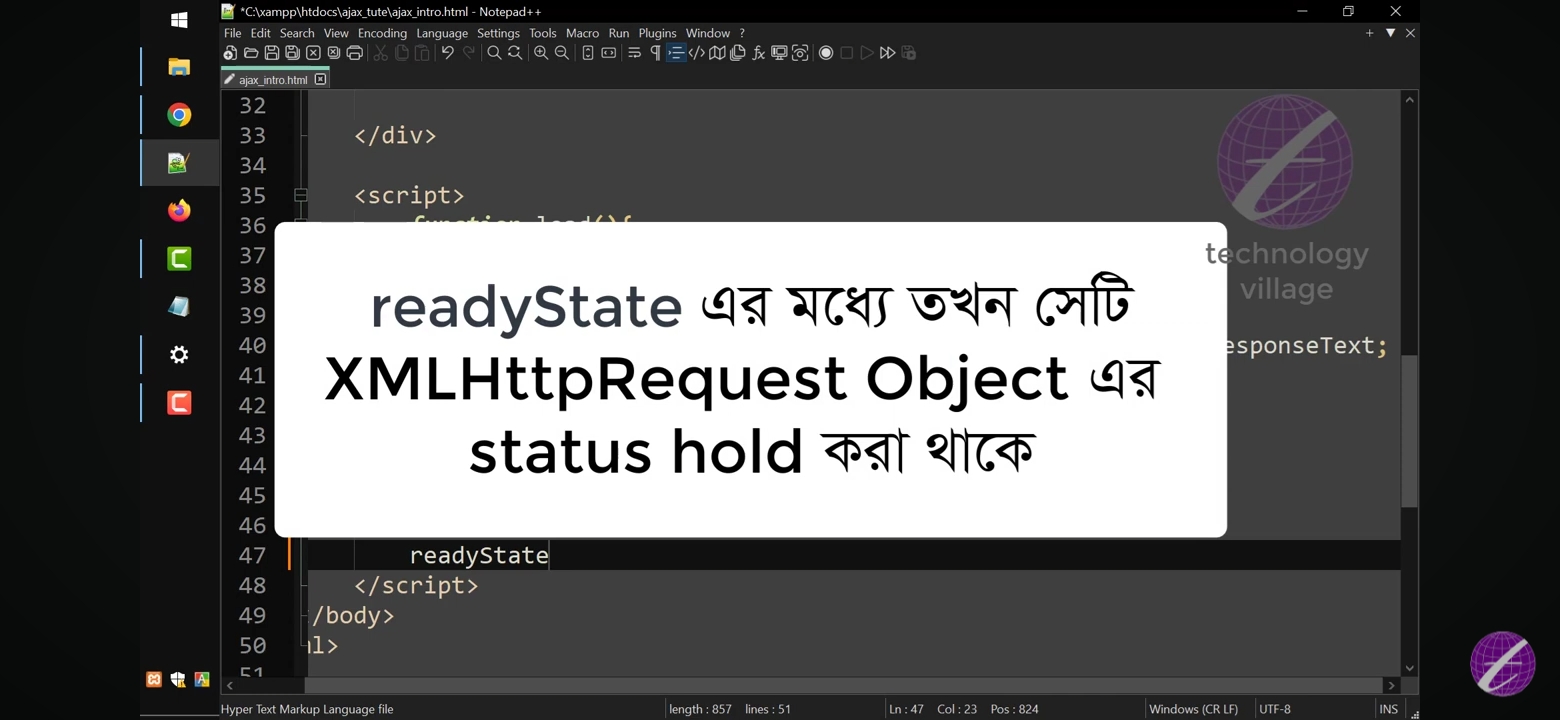 *C:\xampp\htdocs\ajax_tute\ajax_intro.html - Notepad++
File Edit Search View Encoding Language Settings Tools Macro Run Plugins Window ?
ajax_intro.html
32
33 </div>
34
35 <script>
36 function load(){
37
38
39
40 esponseText;
41
42
43
44
45
46
47 readyState
48 </script>
49 /body>
50 l>
51
technology
village
readyState এর মধ্যে তখন সেটি
XMLHttpRequest Object এর
status hold করা থাকে
Hyper Text Markup Language file length : 857 lines : 51 Ln : 47 Col : 23 Pos : 824 Windows (CR LF) UTF-8 INS